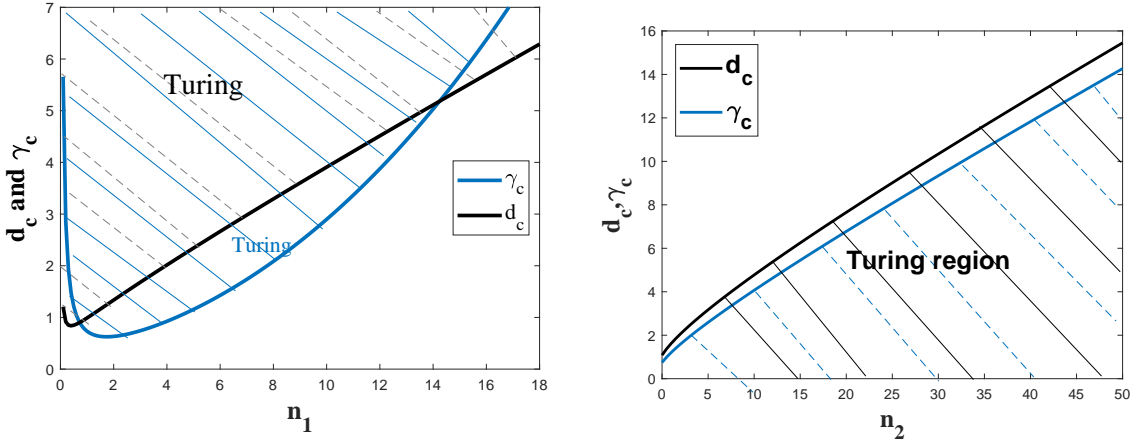 7
6
5
4
3
2
1
0
d_c and γ_c
Turing
Turing
γ_c
d_c
0 2 4 6 8 10 12 14 16 18
n_1
16
14
12
10
8
6
4
2
0
d_c,γ_c
d_c
γ_c
Turing region
0 5 10 15 20 25 30 35 40 45 50
n_2